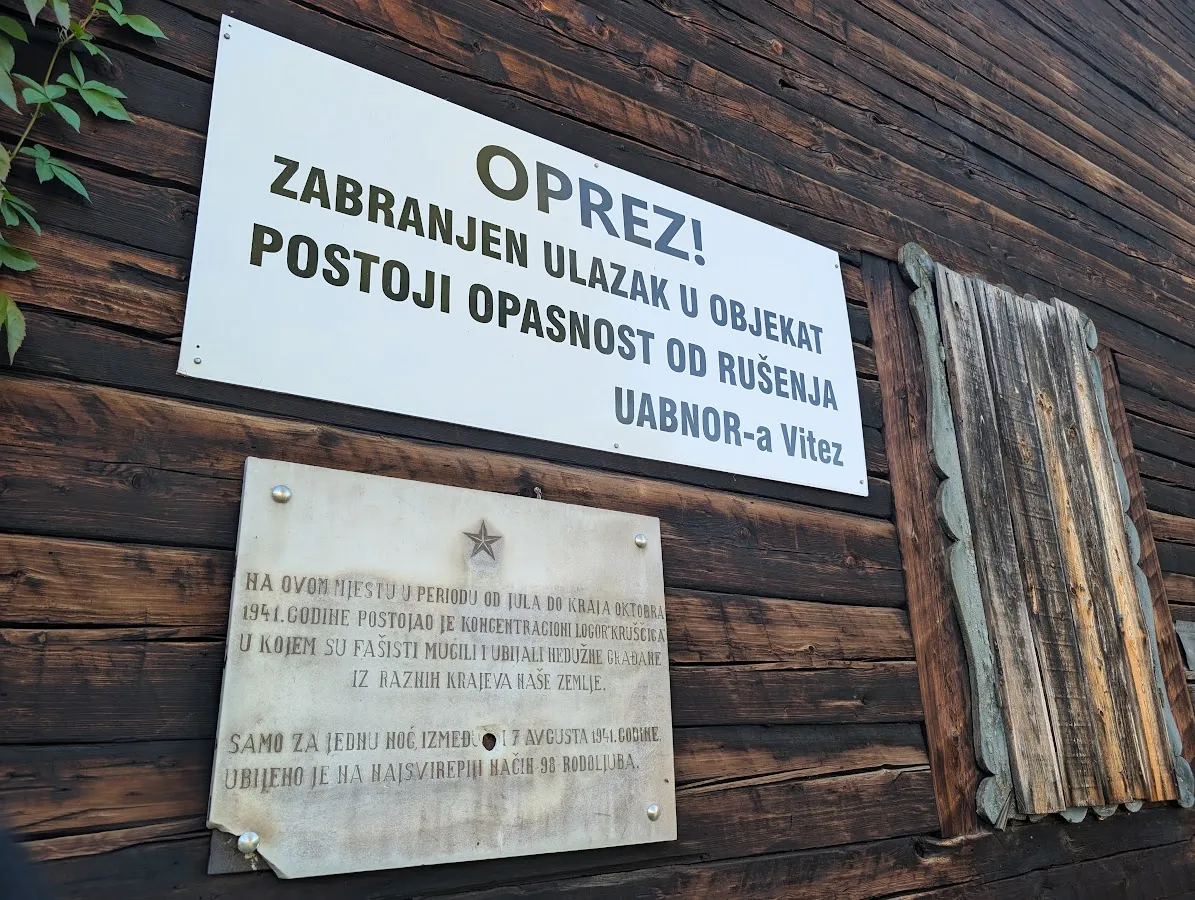 OPREZ!
ZABRANJEN ULAZAK U OBJEKAT
POSTOJI OPASNOST OD RUŠENJA
UABNOR-a Vitez
NA OVOM MJESTU U PERIODU OD JULA DO KRAJA OKTOBRA
1941. GODINE POSTOJAO JE KONCENTRACIONI LOGOR "KRUŠČICA"
U KOJEM SU FAŠISTI MUČILI I UBIJALI NEDUŽNE GRAĐANE
IZ RAZNIH KRAJEVA NAŠE ZEMLJE.
SAMO ZA JEDNU NOĆ, IZMEĐU I 7 AVGUSTA 1941. GODINE,
UBIJENO JE NA NAJSVIREPIJI NAČIN 98 RODOLJUBA.